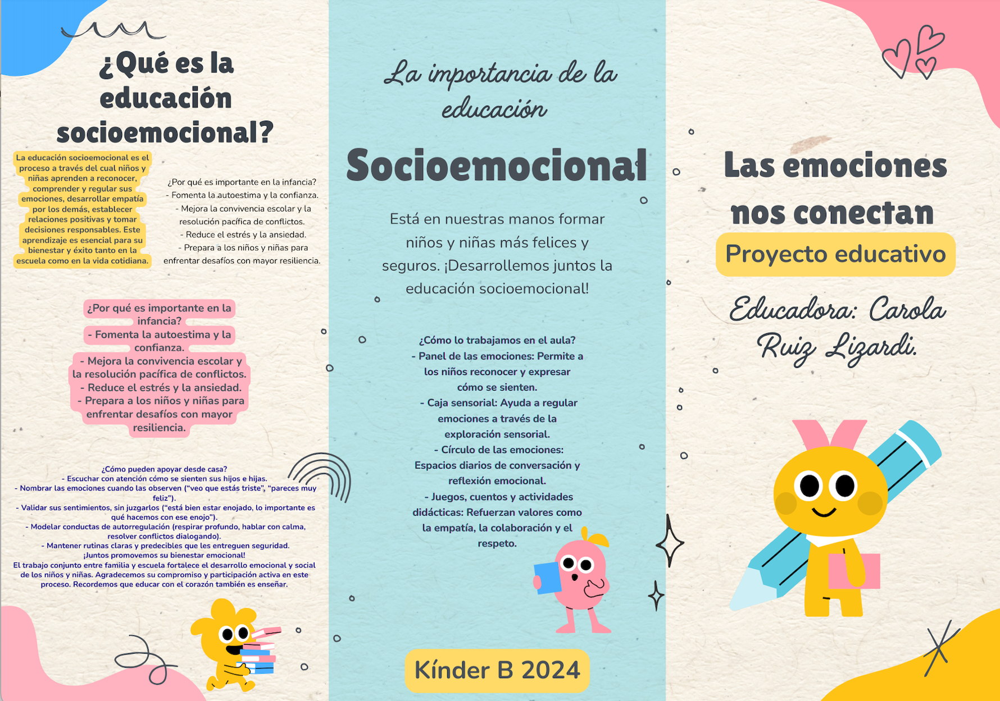 ¿Qué es la
educación
socioemocional?
La educación socioemocional es el
proceso a través del cual niños y
niñas aprenden a reconocer,
comprender y regular sus
emociones, desarrollar empatía
por los demás, establecer
relaciones positivas y tomar
decisiones responsables. Este
aprendizaje es esencial para su
bienestar y éxito tanto en la
escuela como en la vida cotidiana.
¿Por qué es importante en la infancia?
- Fomenta la autoestima y la confianza.
- Mejora la convivencia escolar y la
resolución pacífica de conflictos.
- Reduce el estrés y la ansiedad.
- Prepara a los niños y niñas para
enfrentar desafíos con mayor resiliencia.
¿Por qué es importante en la
infancia?
- Fomenta la autoestima y la
confianza.
- Mejora la convivencia escolar y
la resolución pacífica de conflictos.
- Reduce el estrés y la ansiedad.
- Prepara a los niños y niñas para
enfrentar desafíos con mayor
resiliencia.
¿Cómo pueden apoyar desde casa?
- Escuchar con atención cómo se sienten sus hijos e hijas.
- Nombrar las emociones cuando las observen (“veo que estás triste”, “pareces muy
feliz”).
- Validar sus sentimientos, sin juzgarlos (“está bien estar enojado, lo importante es
qué hacemos con ese enojo”).
- Modelar conductas de autorregulación (respirar profundo, hablar con calma,
resolver conflictos dialogando).
- Mantener rutinas claras y predecibles que les entreguen seguridad.
¡Juntos promovemos su bienestar emocional!
El trabajo conjunto entre familia y escuela fortalece el desarrollo emocional y social
de los niños y niñas. Agradecemos su compromiso y participación activa en este
proceso. Recordemos que educar con el corazón también es enseñar.
La importancia de la
educación
Socioemocional
Está en nuestras manos formar
niños y niñas más felices y
seguros. ¡Desarrollemos juntos la
educación socioemocional!
¿Cómo lo trabajamos en el aula?
- Panel de las emociones: Permite a
los niños reconocer y expresar
cómo se sienten.
- Caja sensorial: Ayuda a regular
emociones a través de la
exploración sensorial.
- Círculo de las emociones:
Espacios diarios de conversación y
reflexión emocional.
- Juegos, cuentos y actividades
didácticas: Refuerzan valores como
la empatía, la colaboración y el
respeto.
Kínder B 2024
Las emociones
nos conectan
Proyecto educativo
Educadora: Carola
Ruiz Lizardi.